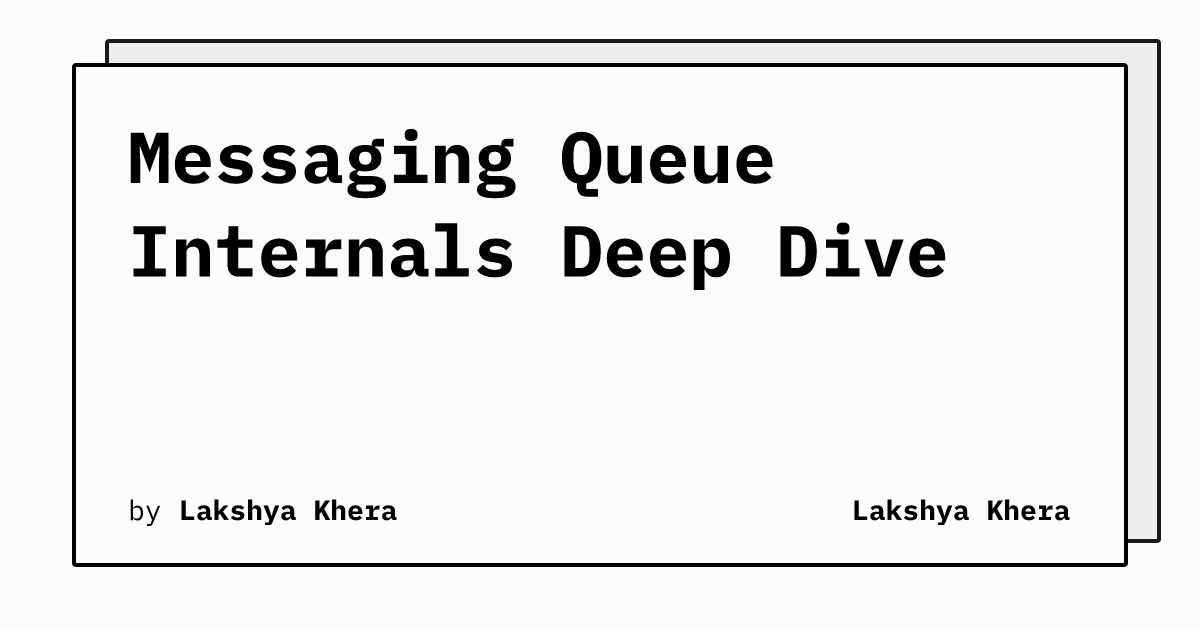 Messaging Queue
Internals Deep Dive
by Lakshya Khera
Lakshya Khera